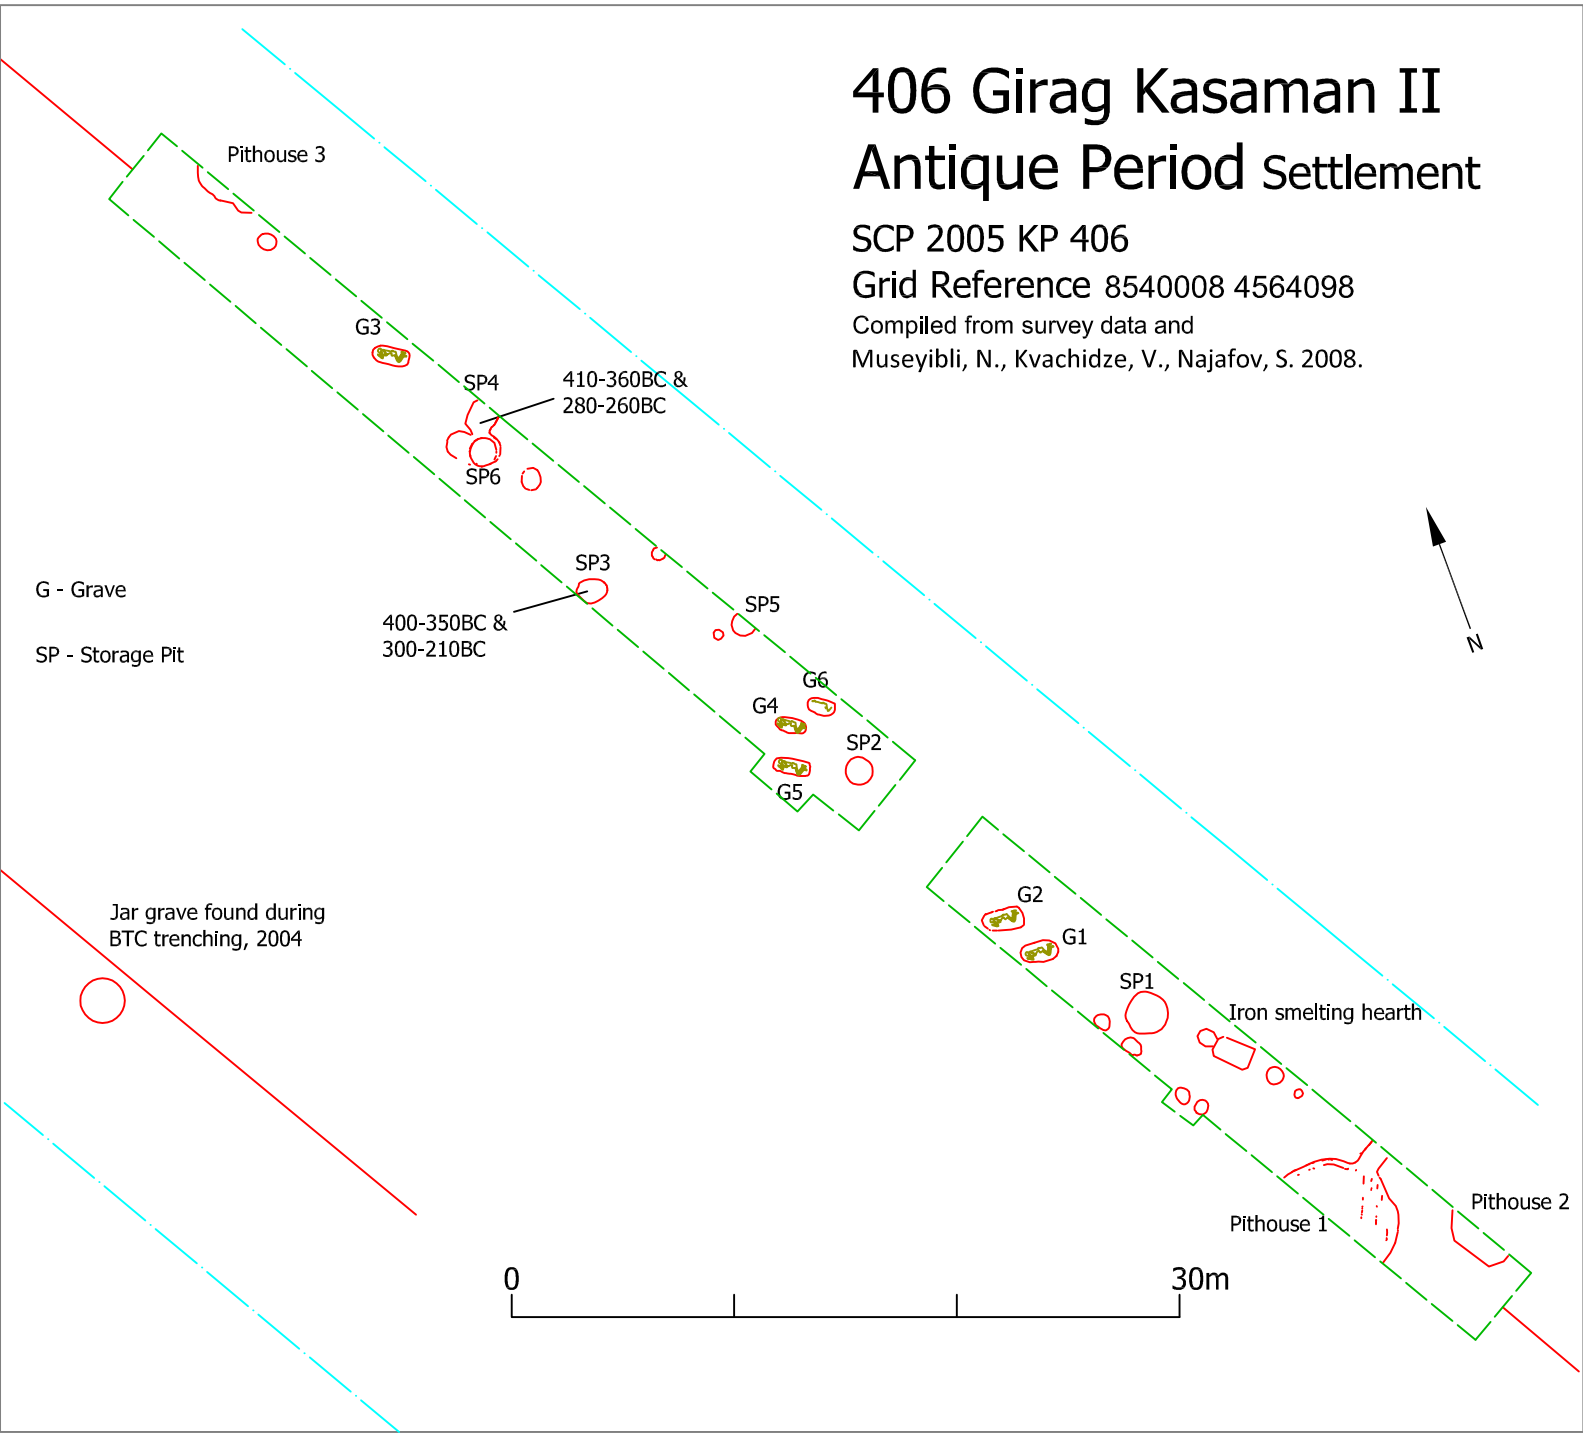 406 Girag Kasaman II
Antique Period Settlement
SCP 2005 KP 406
Grid Reference 8540008 4564098
Compiled from survey data and
Museyibli, N., Kvachidze, V., Najafov, S. 2008.
Pithouse 3
G3
SP4
410-360BC &
280-260BC
SP6
SP3
400-350BC &
300-210BC
SP5
G - Grave
SP - Storage Pit
N
G6
G4
SP2
G5
G2
G1
SP1
Iron smelting hearth
Jar grave found during
BTC trenching, 2004
Pithouse 2
Pithouse 1
0
30m